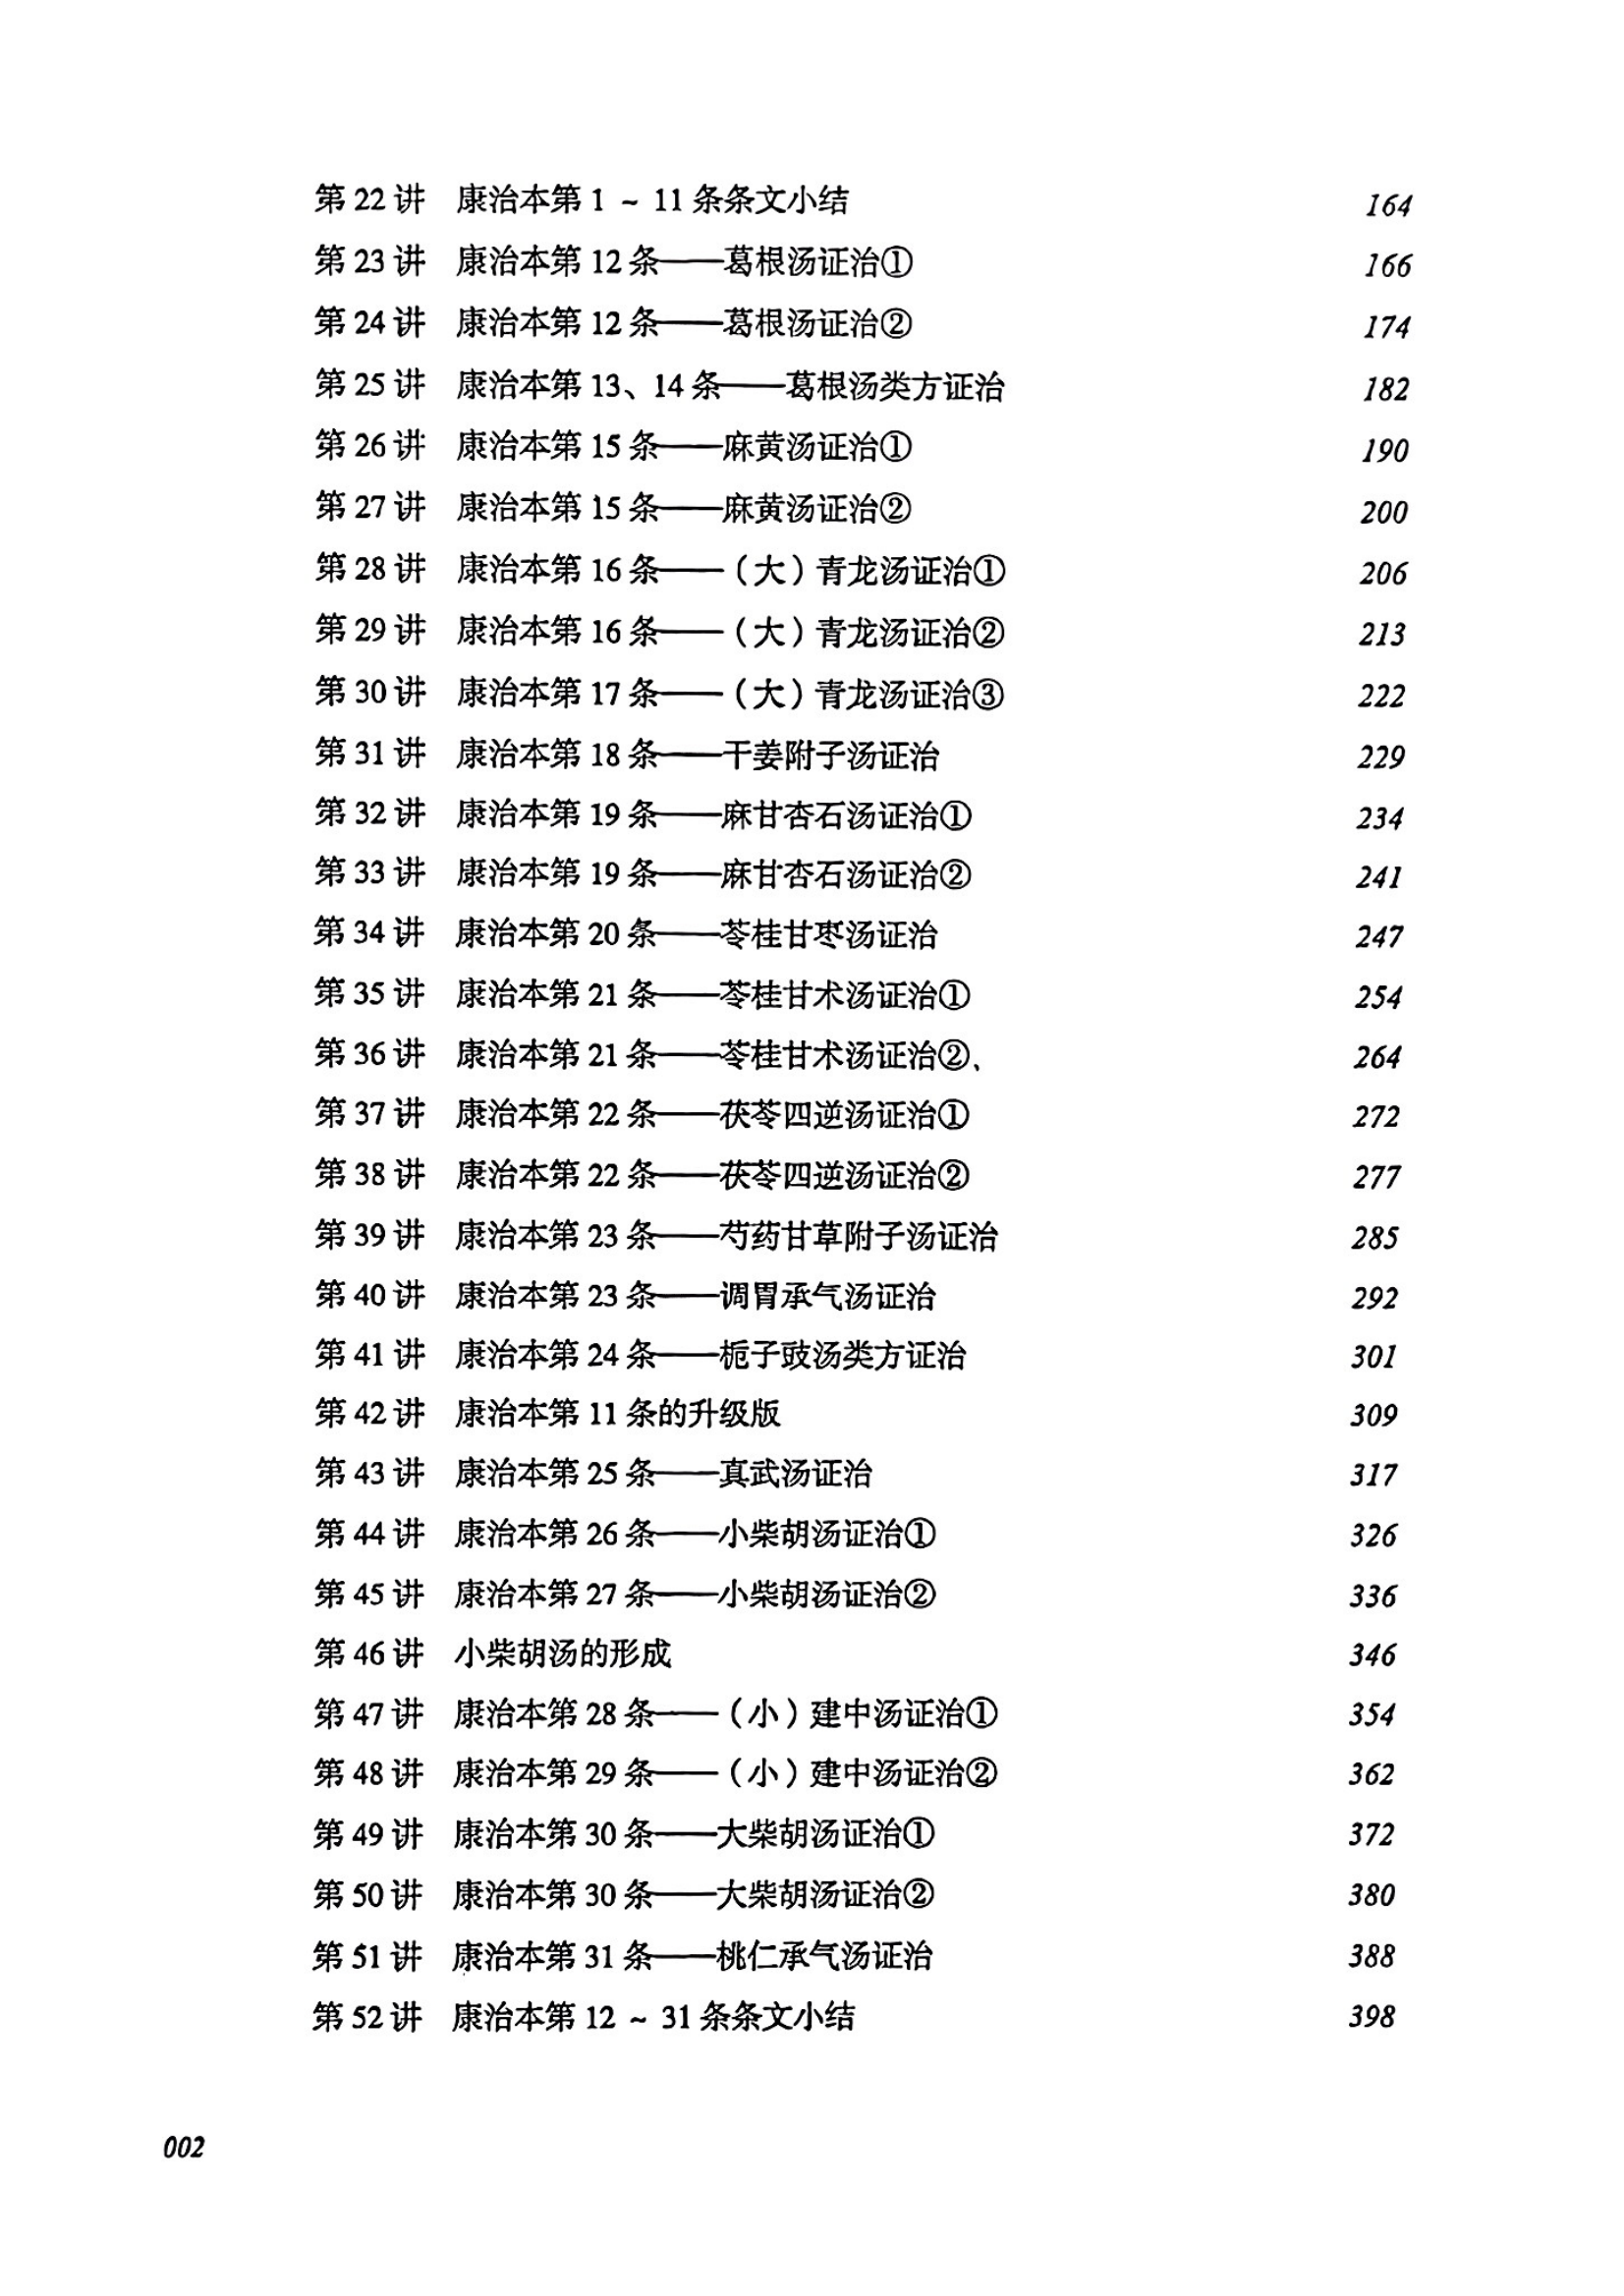 第 22 讲 康治本第 1 ~ 11 条条文小结 164
第 23 讲 康治本第 12 条——葛根汤证治① 166
第 24 讲 康治本第 12 条——葛根汤证治② 174
第 25 讲 康治本第 13、14 条——葛根汤类方证治 182
第 26 讲 康治本第 15 条——麻黄汤证治① 190
第 27 讲 康治本第 15 条——麻黄汤证治② 200
第 28 讲 康治本第 16 条——（大）青龙汤证治① 206
第 29 讲 康治本第 16 条——（大）青龙汤证治② 213
第 30 讲 康治本第 17 条——（大）青龙汤证治③ 222
第 31 讲 康治本第 18 条——干姜附子汤证治 229
第 32 讲 康治本第 19 条——麻甘杏石汤证治① 234
第 33 讲 康治本第 19 条——麻甘杏石汤证治② 241
第 34 讲 康治本第 20 条——苓桂甘枣汤证治 247
第 35 讲 康治本第 21 条——苓桂甘术汤证治① 254
第 36 讲 康治本第 21 条——苓桂甘术汤证治②、 264
第 37 讲 康治本第 22 条——茯苓四逆汤证治① 272
第 38 讲 康治本第 22 条——茯苓四逆汤证治② 277
第 39 讲 康治本第 23 条——芍药甘草附子汤证治 285
第 40 讲 康治本第 23 条——调胃承气汤证治 292
第 41 讲 康治本第 24 条——栀子豉汤类方证治 301
第 42 讲 康治本第 11 条的升级版 309
第 43 讲 康治本第 25 条——真武汤证治 317
第 44 讲 康治本第 26 条——小柴胡汤证治① 326
第 45 讲 康治本第 27 条——小柴胡汤证治② 336
第 46 讲 小柴胡汤的形成 346
第 47 讲 康治本第 28 条——（小）建中汤证治① 354
第 48 讲 康治本第 29 条——（小）建中汤证治② 362
第 49 讲 康治本第 30 条——大柴胡汤证治① 372
第 50 讲 康治本第 30 条——大柴胡汤证治② 380
第 51 讲 康治本第 31 条——桃仁承气汤证治 388
第 52 讲 康治本第 12 ~ 31 条条文小结 398
002